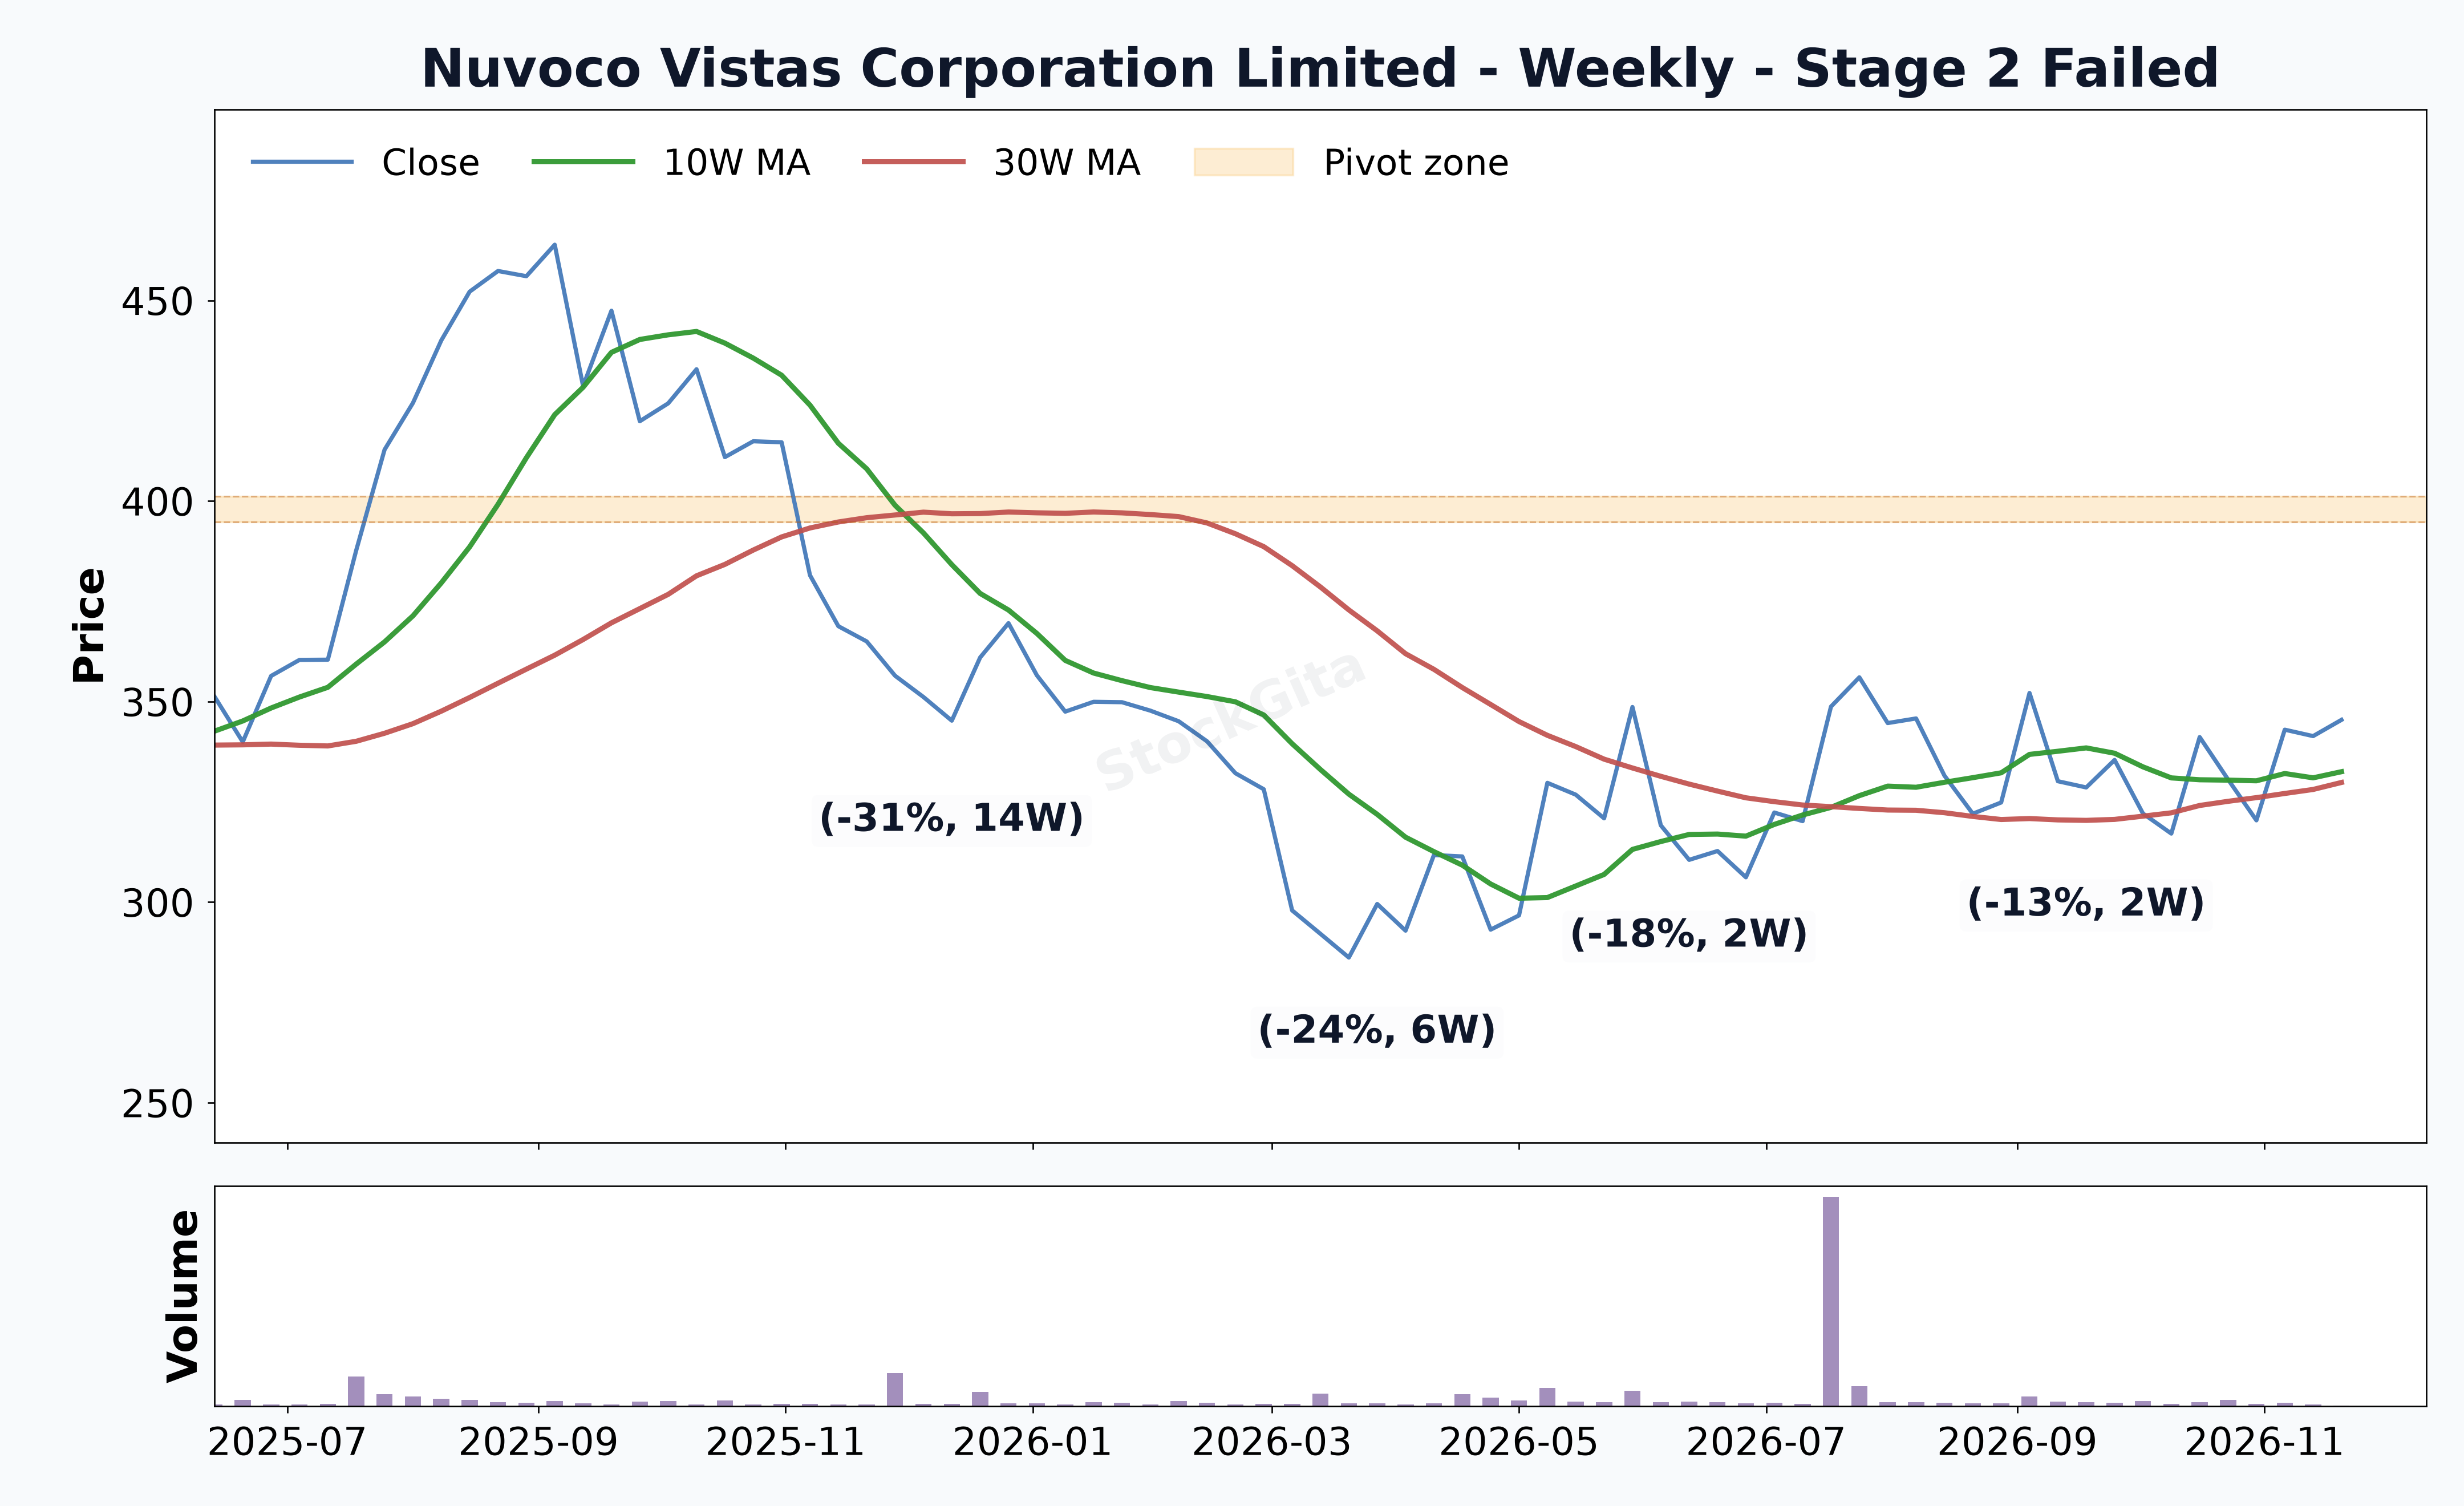 Nuvoco Vistas Corporation Limited - Weekly - Stage 2 Failed
Close 10W MA 30W MA Pivot zone
450
400
350
300
250
Price
StockGita
(-31%, 14W)
(-24%, 6W)
(-18%, 2W)
(-13%, 2W)
Volume
2025-07 2025-09 2025-11 2026-01 2026-03 2026-05 2026-07 2026-09 2026-11